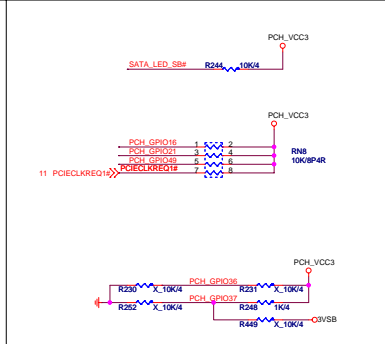 PCH_VCC3
SATA_LED_SB# R244 10K/4
PCH_VCC3
PCH_GPIO16 1 2
PCH_GPIO21 3 4 RN8
PCH_GPIO49 5 6 10K/8P4R
11 PCIECLKREQ1# PCIECLKREQ1# 7 8
PCH_VCC3
PCH_GPIO36
R230 X_10K/4 R231 X_10K/4
PCH_GPIO37
R252 X_10K/4 R248 1K/4
3VSB
R449 X_10K/4